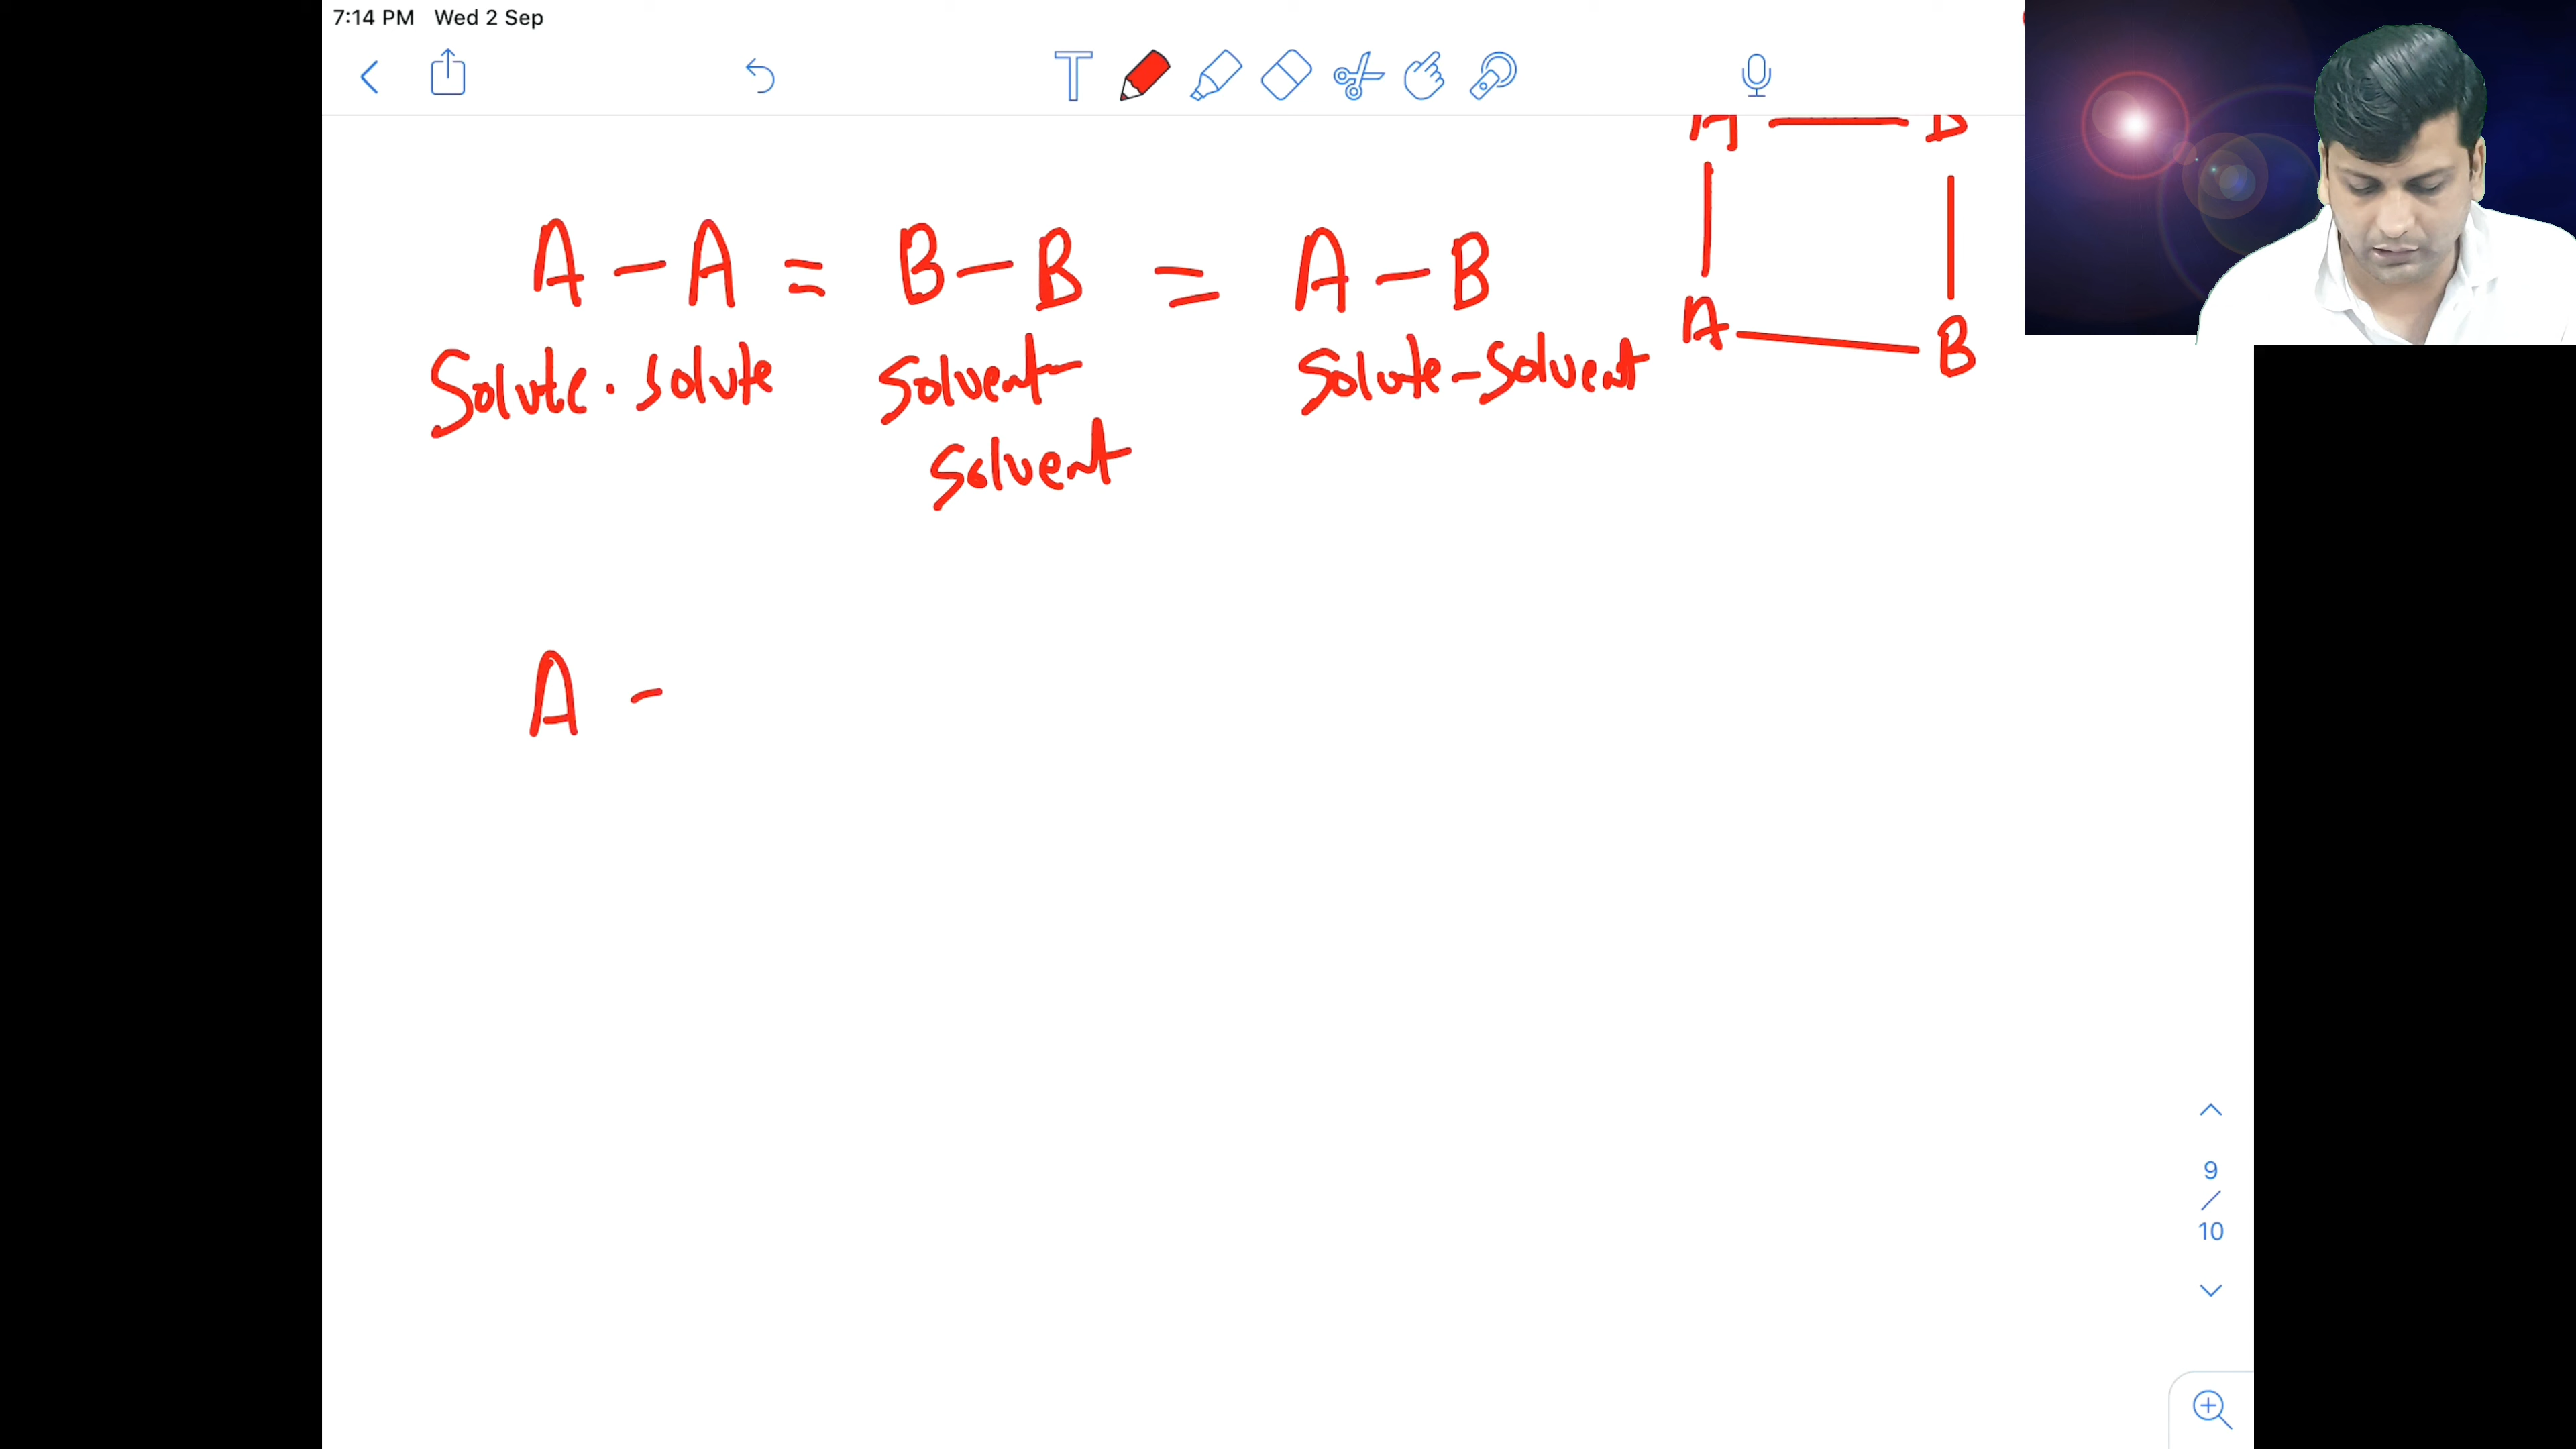 7:14 PM Wed 2 Sep
T
A — B
A – A = B – B = A – B
A — B
Solute . solute Solvent- Solute-Solvent
Solvent
A -
9
/
10